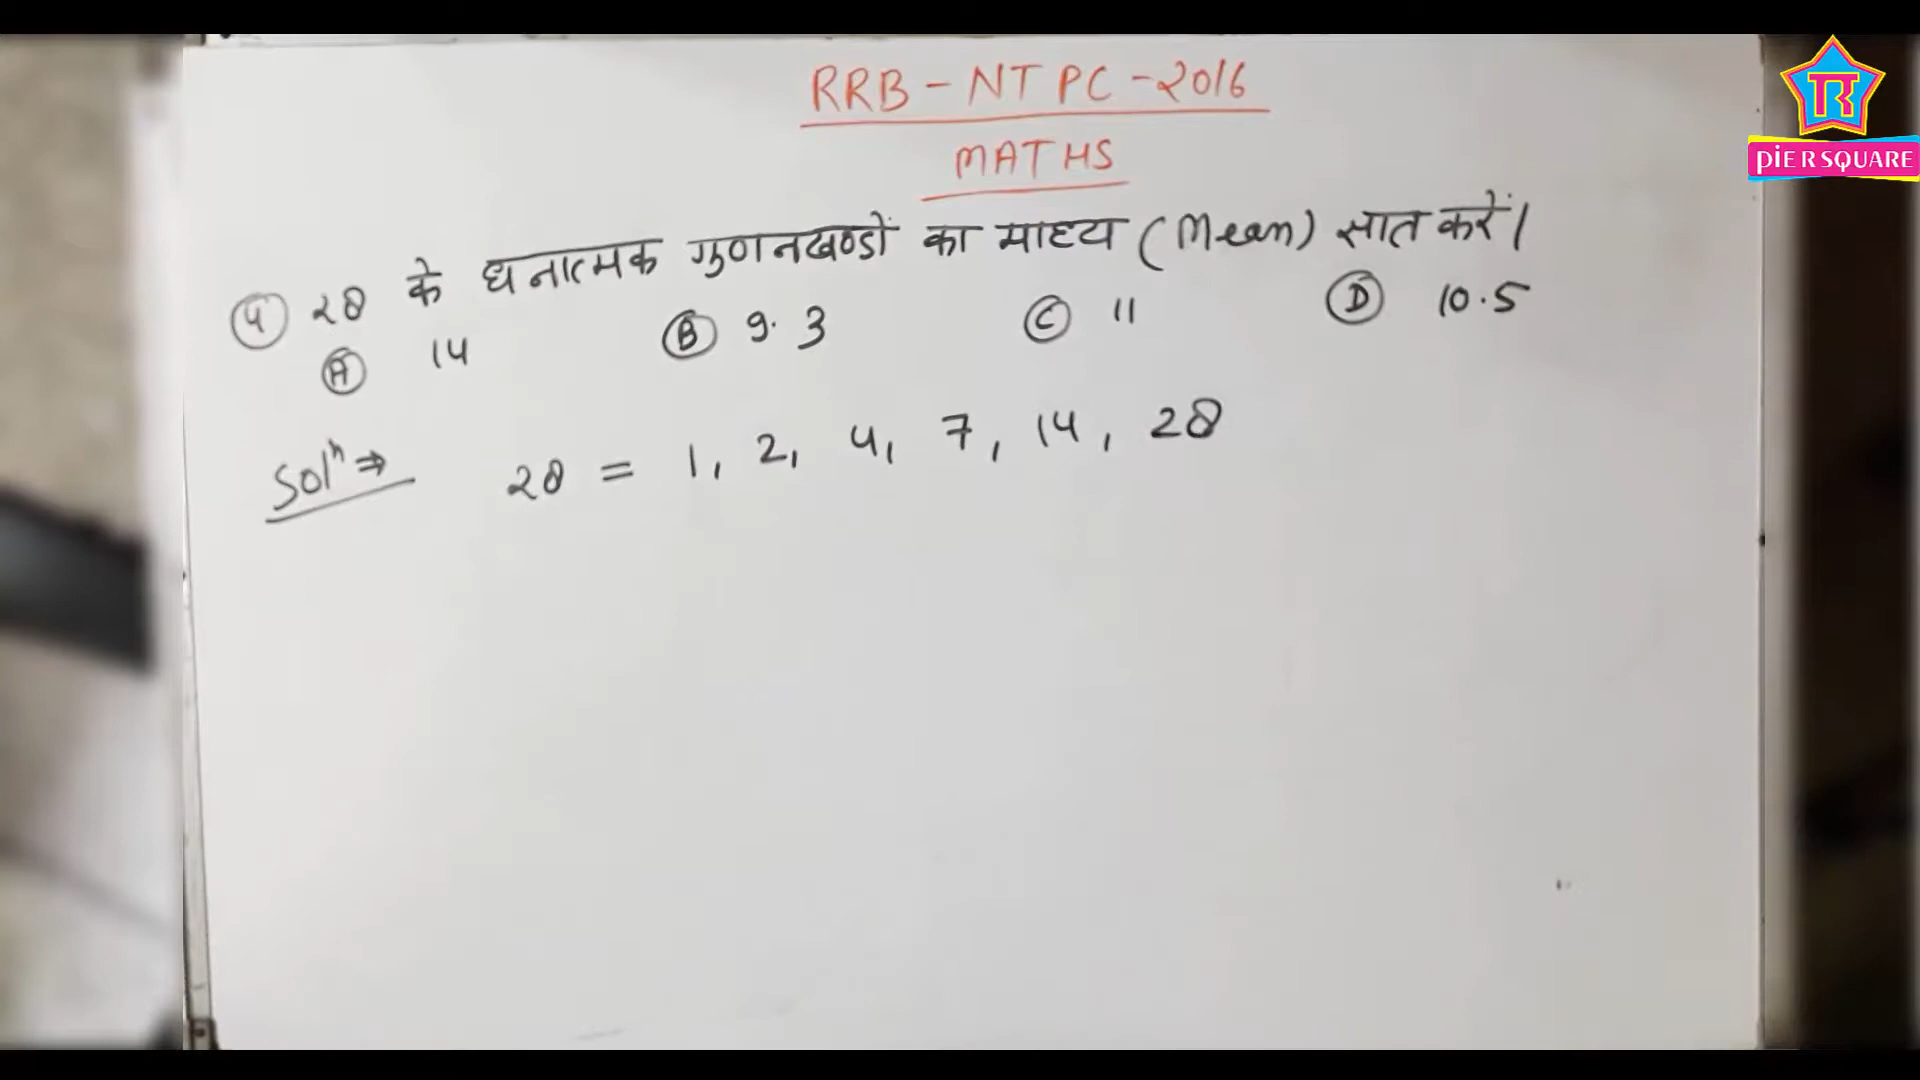 RRB - NTPC - 2016
MATHS
4 28 के धनात्मक गुणनखण्डों का माध्य (Mean) ज्ञात करें।
A 14 B 9.3 C 11 D 10.5
Solⁿ ⇒ 28 = 1, 2, 4, 7, 14, 28
PiE R SQUARE